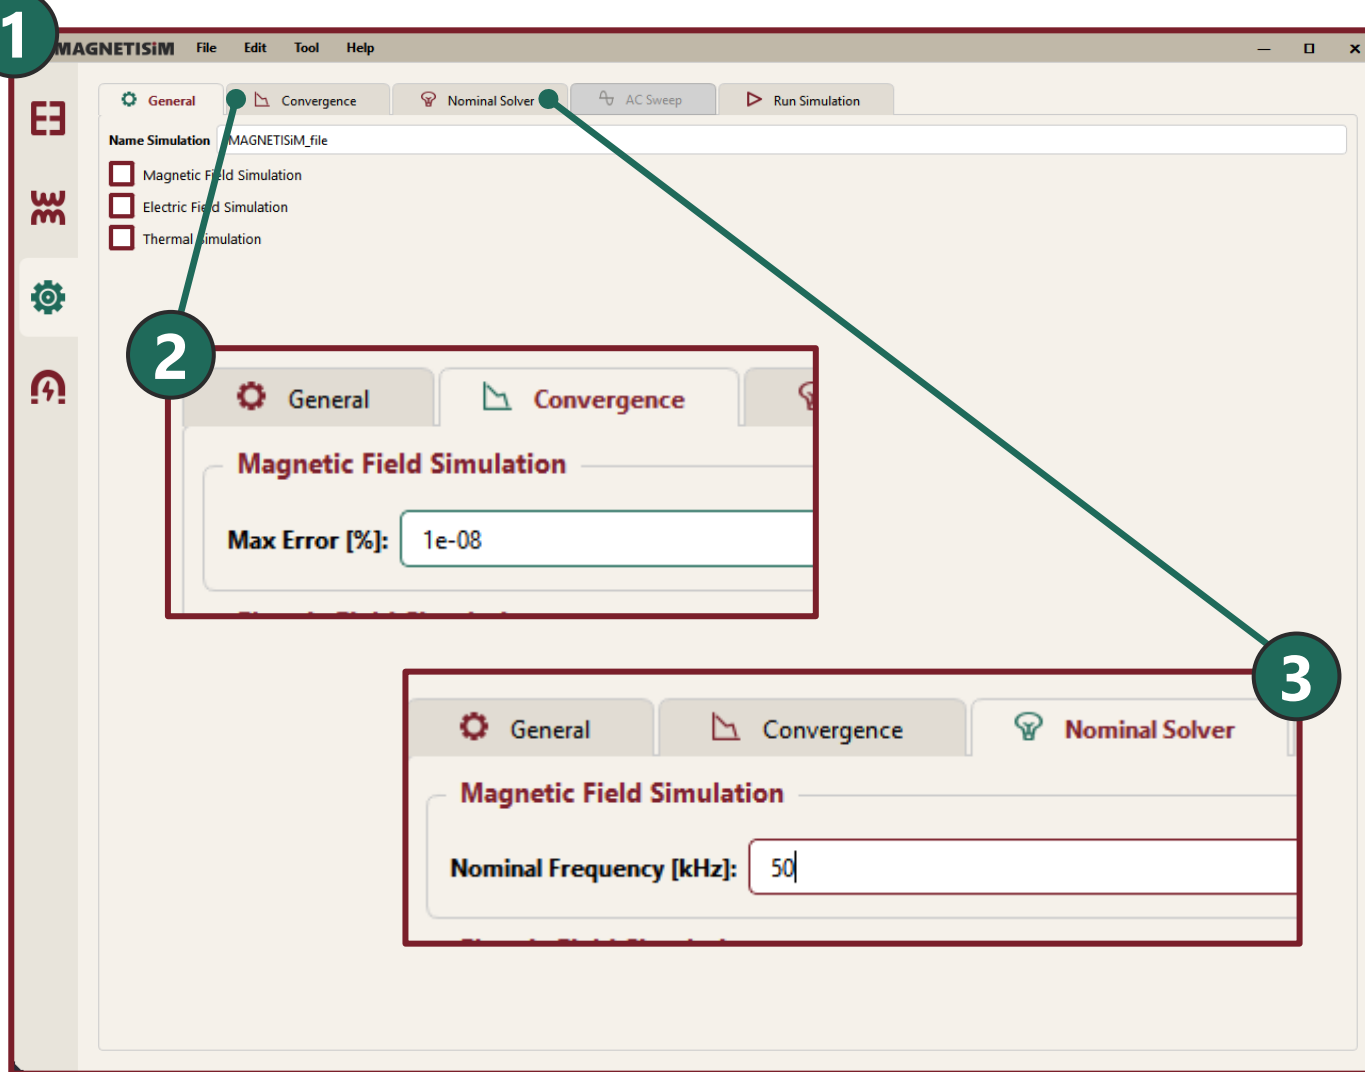 1
MAGNETISiM File Edit Tool Help
General Convergence Nominal Solver AC Sweep Run Simulation
Name Simulation MAGNETISiM_file
Magnetic Field Simulation
Electric Field Simulation
Thermal Simulation
2
General Convergence
Magnetic Field Simulation
Max Error [%]: 1e-08
3
General Convergence Nominal Solver
Magnetic Field Simulation
Nominal Frequency [kHz]: 50